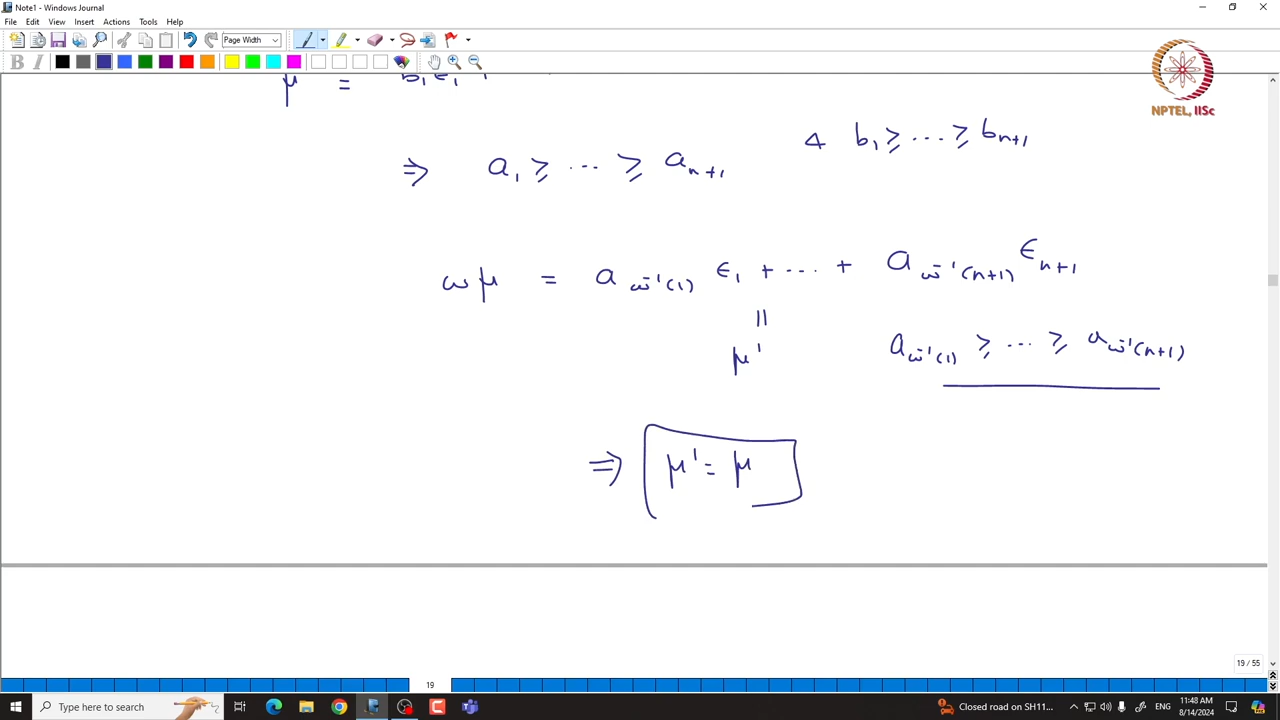 Note1 - Windows Journal
File Edit View Insert Actions Tools Help
Page Width
B I
NPTEL, IISc
μ' = b₁ϵ₁ +
⇒ a₁ ≥ ... ≥ aₙ₊₁ & b₁ ≥ ... ≥ bₙ₊₁
ωμ = a_{ω⁻¹(1)} ϵ₁ + ... + a_{ω⁻¹(n+1)} ϵₙ₊₁
||
μ' a_{ω⁻¹(1)} ≥ ... ≥ a_{ω⁻¹(n+1)}
⇒ μ' = μ
19 / 55
19
Type here to search
Closed road on SH11...
ENG
11:48 AM
8/14/2024